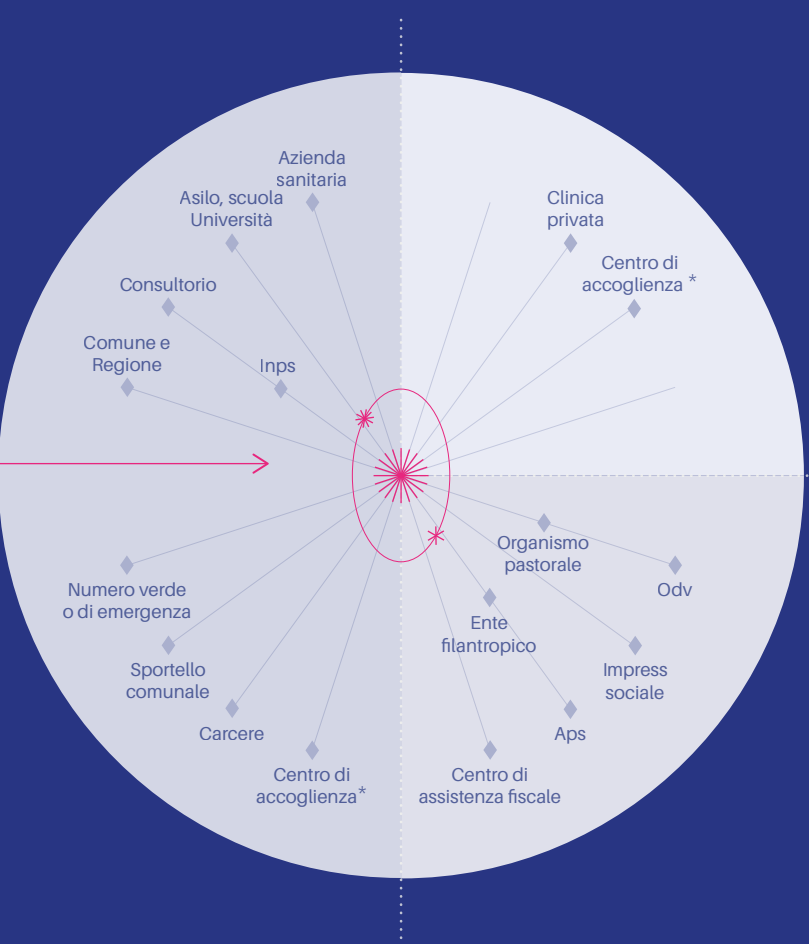 Azienda
sanitaria
Asilo, scuola
Università
Consultorio
Comune e
Regione
Inps
Clinica
privata
Centro di
accoglienza *
Numero verde
o di emergenza
Sportello
comunale
Carcere
Centro di
accoglienza*
Organismo
pastorale
Odv
Ente
filantropico
Impress
sociale
Aps
Centro di
assistenza fiscale